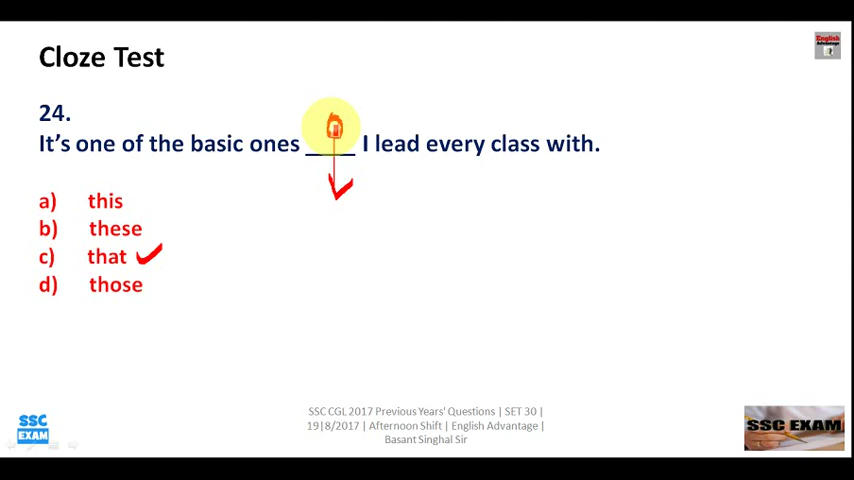 Cloze Test
English
Advantage
24.
It's one of the basic ones ____ I lead every class with.
a) this
b) these
c) that
d) those
SSC CGL 2017 Previous Years' Questions | SET 30 |
19|8/2017 | Afternoon Shift | English Advantage |
Basant Singhal Sir
SSC
EXAM
SSC EXAM